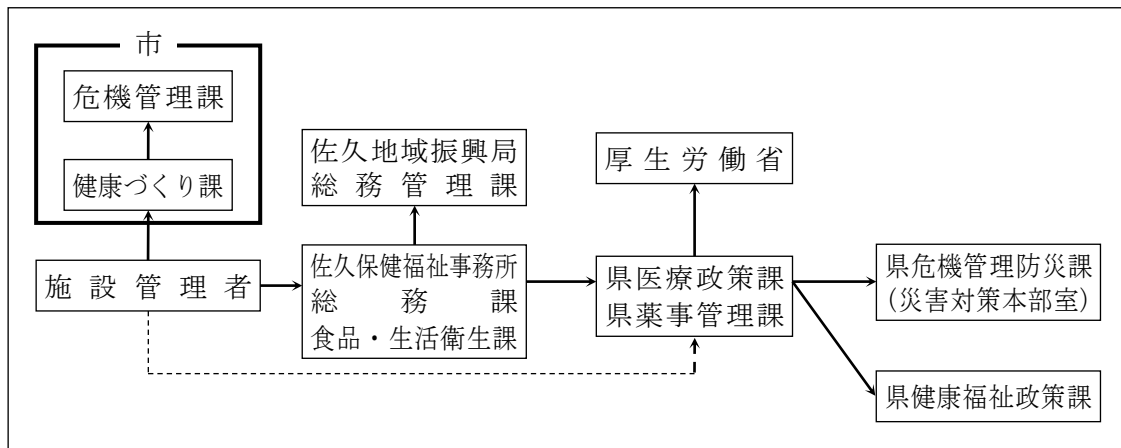 市
危機管理課
健康づくり課
施設管理者
佐久地域振興局
総務管理課
佐久保健福祉事務所
総務課
食品・生活衛生課
厚生労働省
県医療政策課
県薬事管理課
県危機管理防災課
(災害対策本部室)
県健康福祉政策課